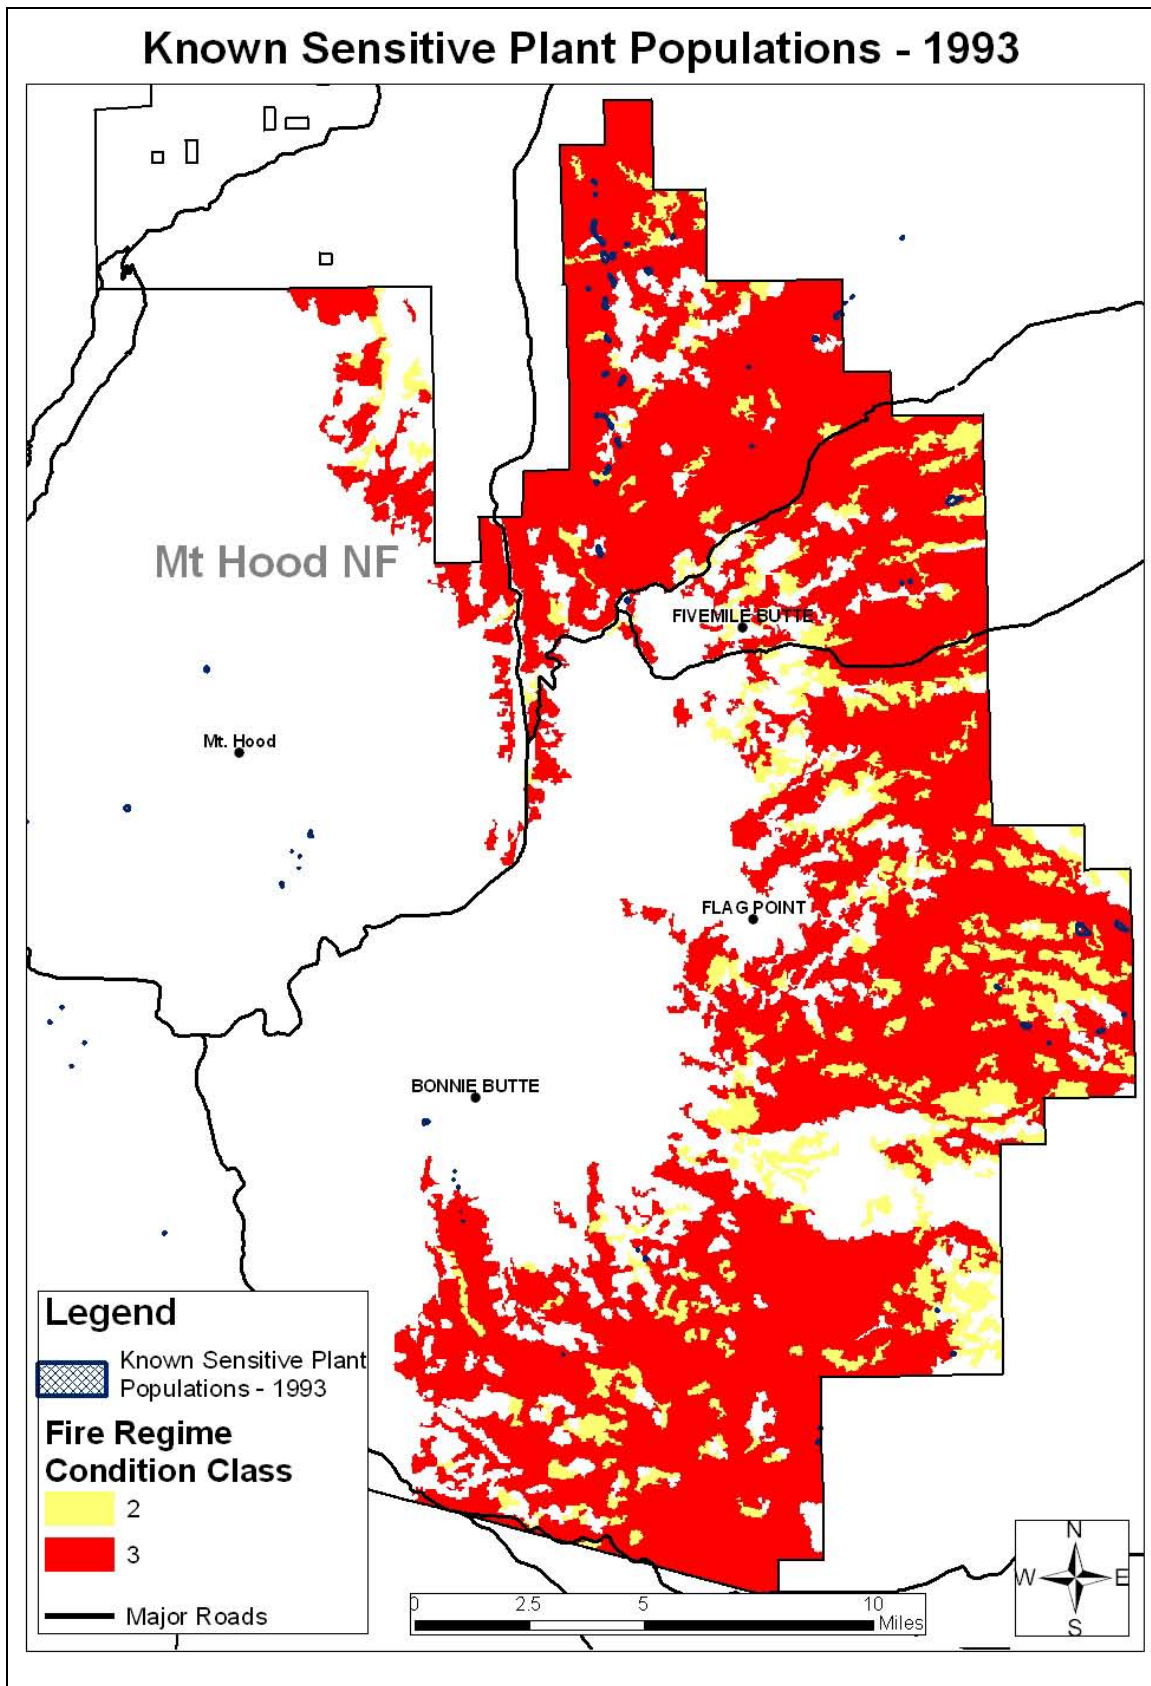 Known Sensitive Plant Populations - 1993
Mt Hood NF
FIVEMILE BUTTE
Mt. Hood
FLAG POINT
BONNIE BUTTE
Legend
Known Sensitive Plant
Populations - 1993
Fire Regime
Condition Class
2
3
Major Roads
0 2.5 5 10
Miles
N
W E
S